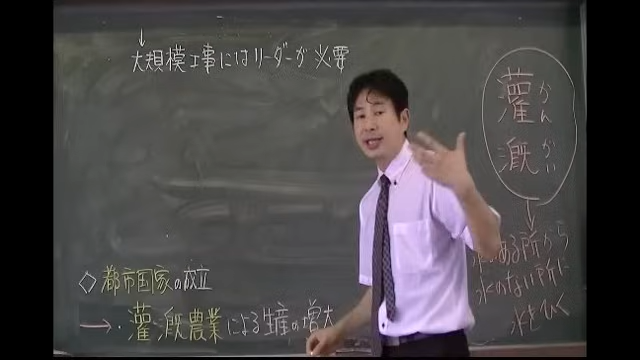 ↓
大規模工事にはリーダーが必要
◇都市国家の成立
→・灌漑農業による生産の増大
灌漑
かんがい
↓
水のある所から
水のない所に
水をひく